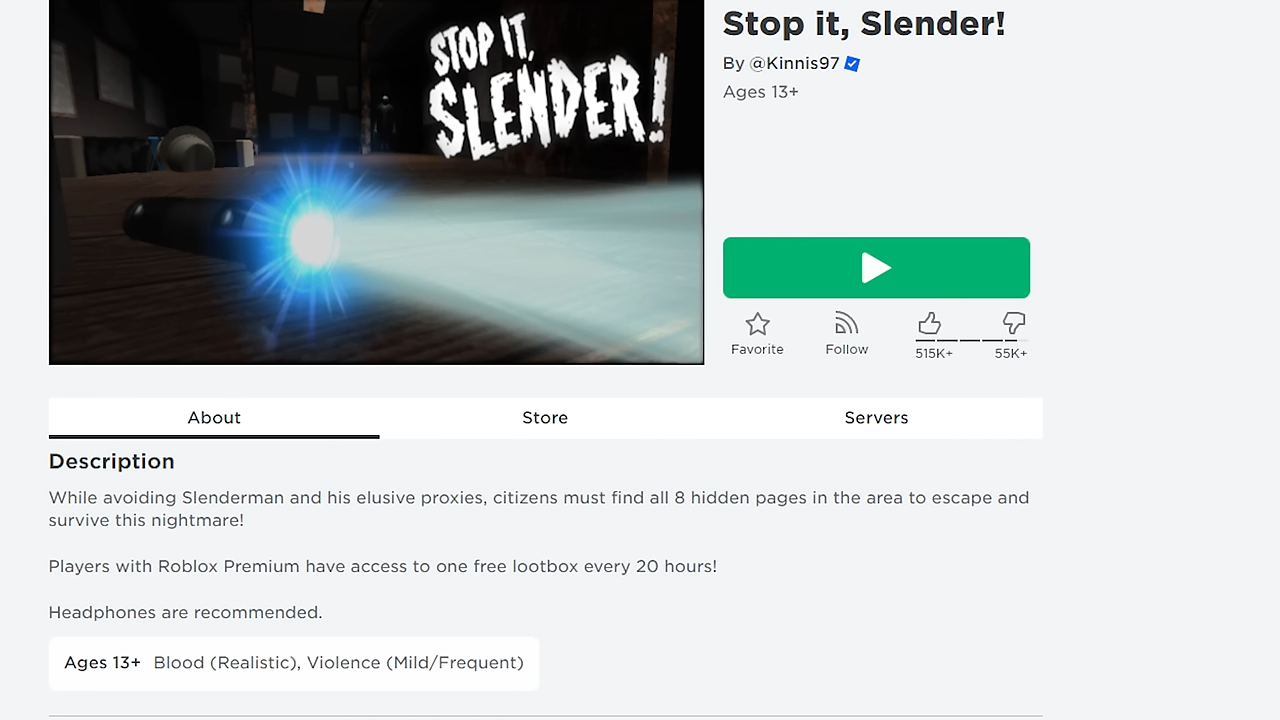 STOP IT,
SLENDER!
Stop it, Slender!
By @Kinnis97
Ages 13+
Favorite
Follow
515K+
55K+
About
Store
Servers
Description
While avoiding Slenderman and his elusive proxies, citizens must find all 8 hidden pages in the area to escape and
survive this nightmare!
Players with Roblox Premium have access to one free lootbox every 20 hours!
Headphones are recommended.
Ages 13+ Blood (Realistic), Violence (Mild/Frequent)